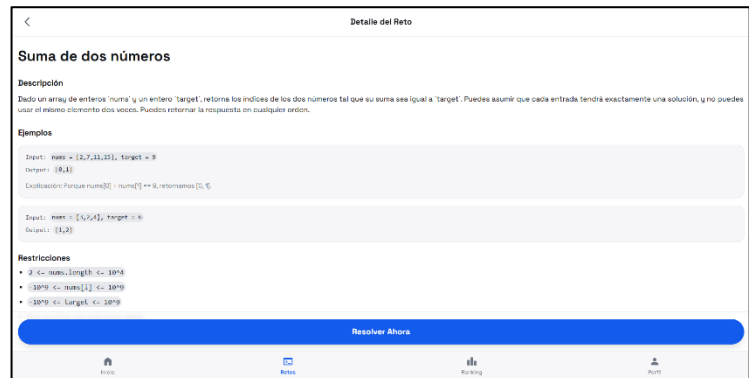 Detalle del Reto
Suma de dos números
Descripción
Dado un array de enteros `nums` y un entero `target`, retorna los índices de los dos números tal que su suma sea igual a `target`. Puedes asumir que cada entrada tendrá exactamente una solución, y no puedes
usar el mismo elemento dos veces. Puedes retornar la respuesta en cualquier orden.
Ejemplos
Input: nums = [2,7,11,15], target = 9
Output: [0,1]
Explicación: Porque nums[0] + nums[1] == 9, retornamos [0, 1].
Input: nums = [3,2,4], target = 6
Output: [1,2]
Restricciones
• 2 <= nums.length <= 10^4
• -10^9 <= nums[i] <= 10^9
• -10^9 <= target <= 10^9
Resolver Ahora
Inicio
Retos
Ranking
Perfil